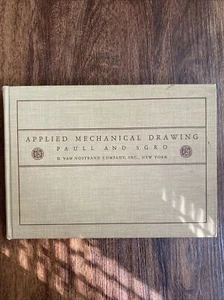 APPLIED MECHANICAL DRAWING
PAULL AND SGRO
D. VAN NOSTRAND COMPANY, INC., NEW YORK